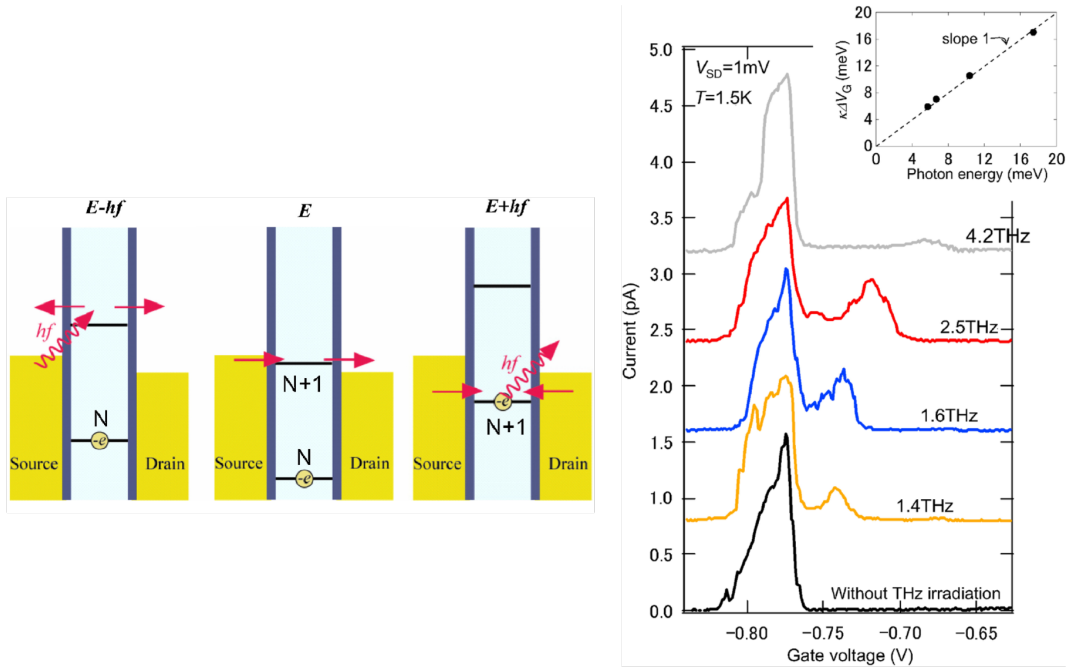 E-hf
E
E+hf
hf
hf
N
N+1
N
N+1
-e
-e
-e
Source
Drain
Source
Drain
Source
Drain
5.0
4.5
4.0
3.5
3.0
2.5
2.0
1.5
1.0
0.5
0.0
Current (pA)
V_SD=1mV
T=1.5K
4.2THz
2.5THz
1.6THz
1.4THz
Without THz irradiation
−0.80
−0.75
−0.70
−0.65
Gate voltage (V)
20
16
12
8
4
0
κΔV_G (meV)
slope 1
0
4
8
12
16
20
Photon energy (meV)